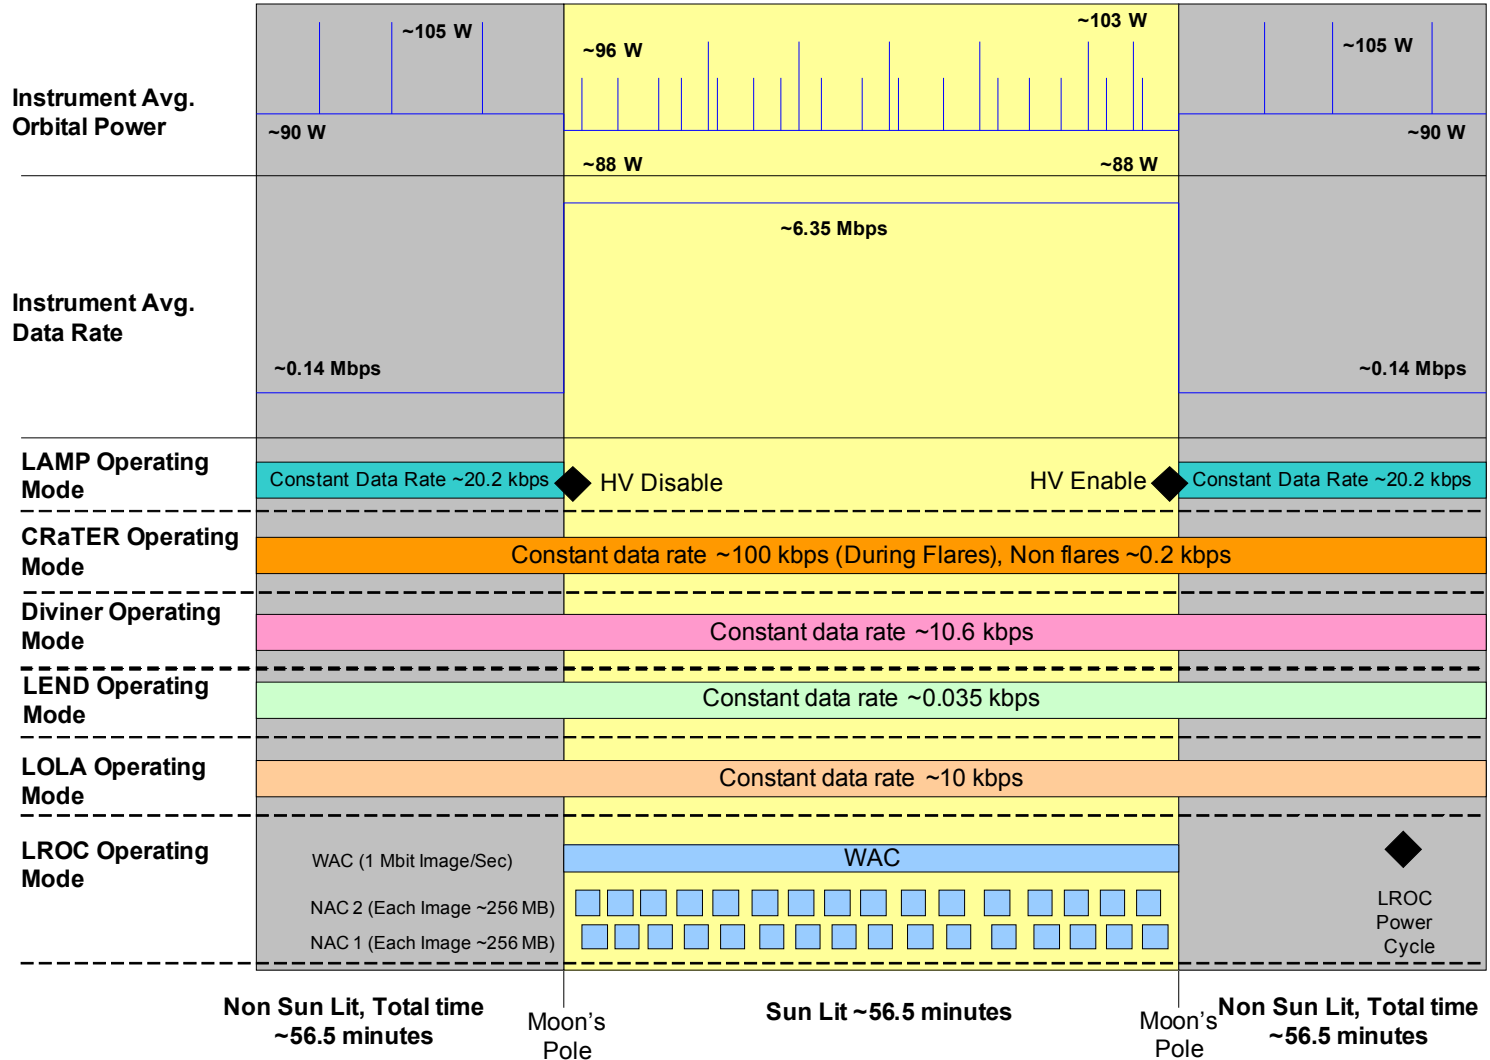 Instrument Avg.
Orbital Power
~105 W
~90 W
~96 W
~103 W
~88 W
~88 W
~105 W
~90 W
Instrument Avg.
Data Rate
~0.14 Mbps
~6.35 Mbps
~0.14 Mbps
LAMP Operating
Mode
Constant Data Rate ~20.2 kbps
HV Disable
HV Enable
Constant Data Rate ~20.2 kbps
CRaTER Operating
Mode
Constant data rate ~100 kbps (During Flares), Non flares ~0.2 kbps
Diviner Operating
Mode
Constant data rate ~10.6 kbps
LEND Operating
Mode
Constant data rate ~0.035 kbps
LOLA Operating
Mode
Constant data rate ~10 kbps
LROC Operating
Mode
WAC (1 Mbit Image/Sec)
WAC
NAC 2 (Each Image ~256 MB)
NAC 1 (Each Image ~256 MB)
LROC
Power
Cycle
Non Sun Lit, Total time
~56.5 minutes
Moon's
Pole
Sun Lit ~56.5 minutes
Moon's
Pole
Non Sun Lit, Total time
~56.5 minutes